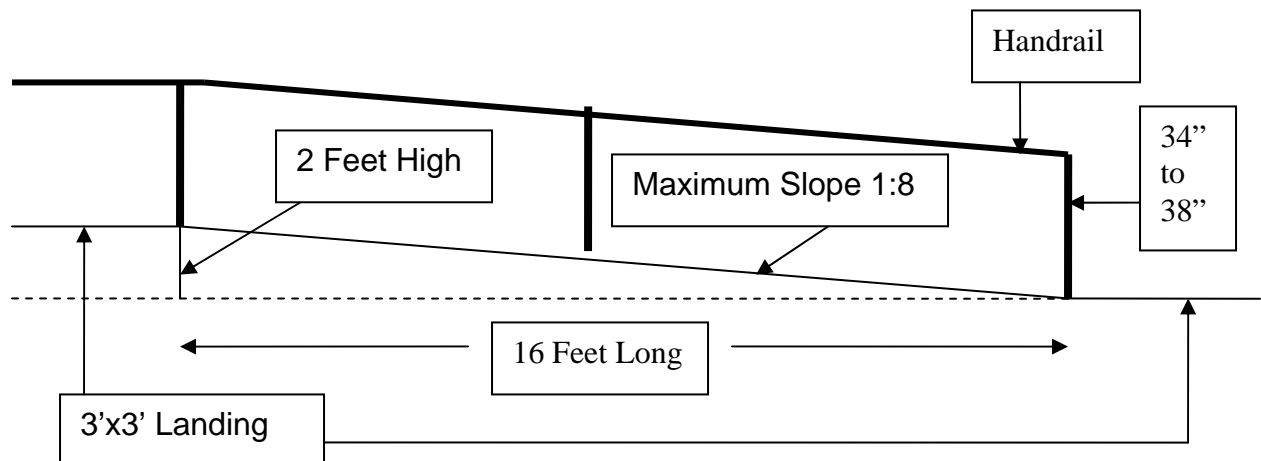 Handrail
2 Feet High
Maximum Slope 1:8
34”
to
38”
16 Feet Long
3’x3’ Landing